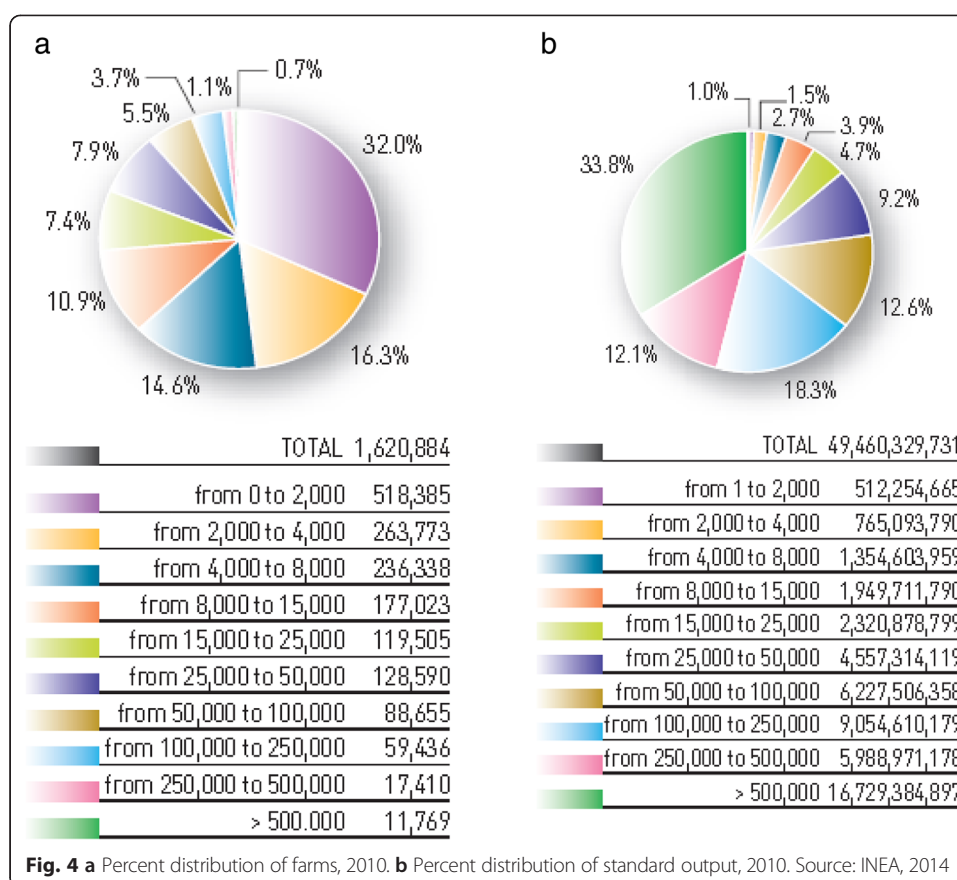 a
3.7%
1.1%
0.7%
5.5%
32.0%
7.9%
7.4%
10.9%
16.3%
14.6%
TOTAL 1,620,884
from 0 to 2,000 518,385
from 2,000 to 4,000 263,773
from 4,000 to 8,000 236,338
from 8,000 to 15,000 177,023
from 15,000 to 25,000 119,505
from 25,000 to 50,000 128,590
from 50,000 to 100,000 88,655
from 100,000 to 250,000 59,436
from 250,000 to 500,000 17,410
> 500.000 11,769
b
1.0%
1.5%
2.7%
3.9%
33.8%
4.7%
9.2%
12.6%
12.1%
18.3%
TOTAL 49,460,329,731
from 1 to 2,000 512,254,665
from 2,000 to 4,000 765,093,790
from 4,000 to 8,000 1,354,603,959
from 8,000 to 15,000 1,949,711,790
from 15,000 to 25,000 2,320,878,799
from 25,000 to 50,000 4,557,314,119
from 50,000 to 100,000 6,227,506,358
from 100,000 to 250,000 9,054,610,179
from 250,000 to 500,000 5,988,971,178
> 500,000 16,729,384,897
Fig. 4 a Percent distribution of farms, 2010. b Percent distribution of standard output, 2010. Source: INEA, 2014